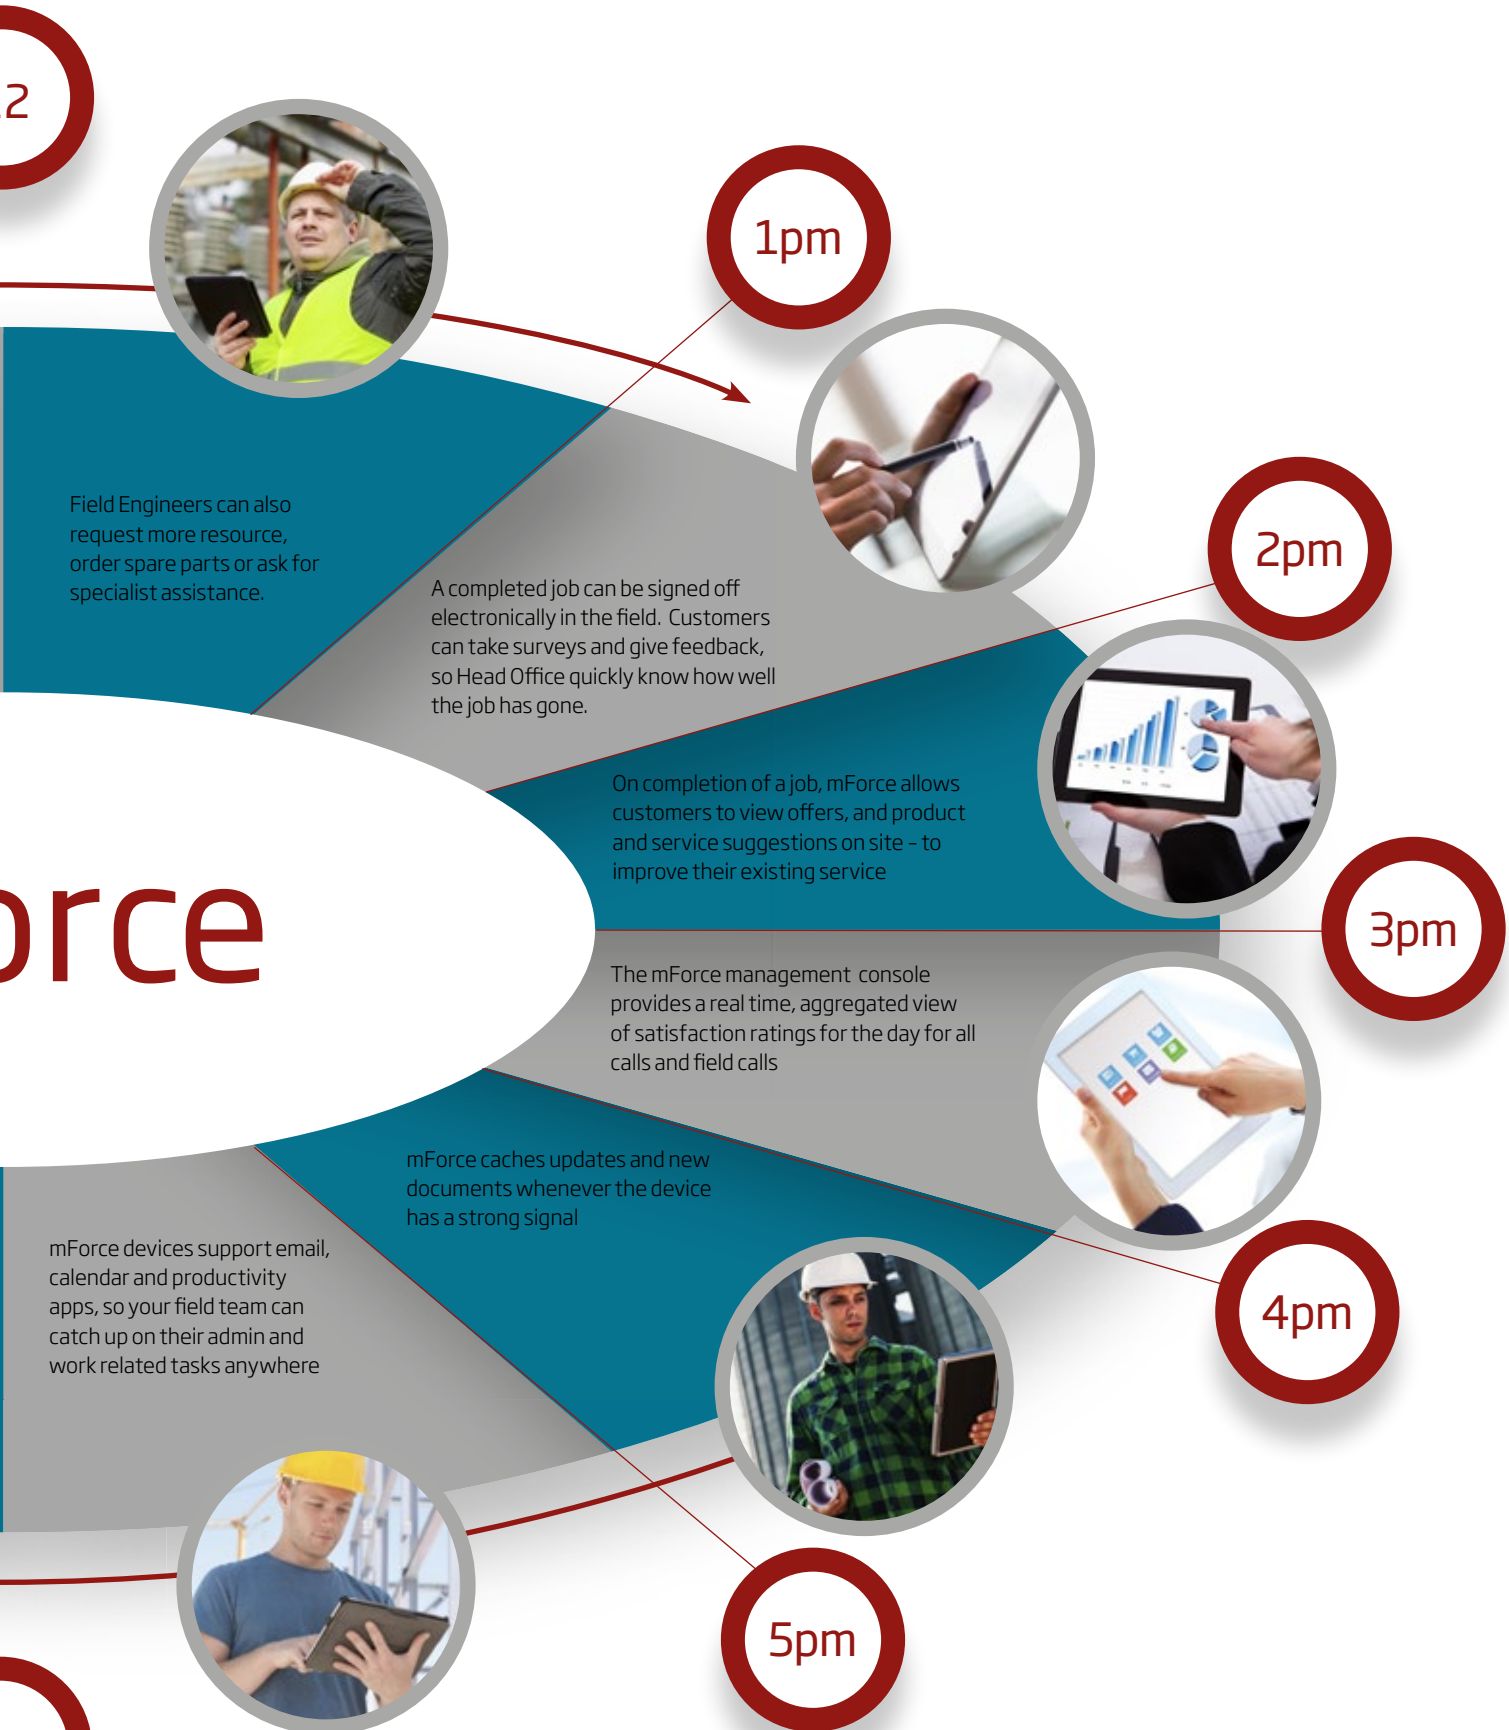 2
1pm
2pm
Field Engineers can also
request more resource,
order spare parts or ask for
specialist assistance.
A completed job can be signed off
electronically in the field.  Customers
can take surveys and give feedback,
so Head Office quickly know how well
the job has gone.
On completion of a job, mForce allows
customers to view offers, and product
and service suggestions on site – to
improve their existing service
orce
3pm
The mForce management  console
provides a real time, aggregated view
of satisfaction ratings for the day for all
calls and field calls
mForce caches updates and new
documents whenever the device
has a strong signal
mForce devices support email,
calendar and productivity
apps, so your field team can
catch up on their admin and
work related tasks anywhere
4pm
5pm